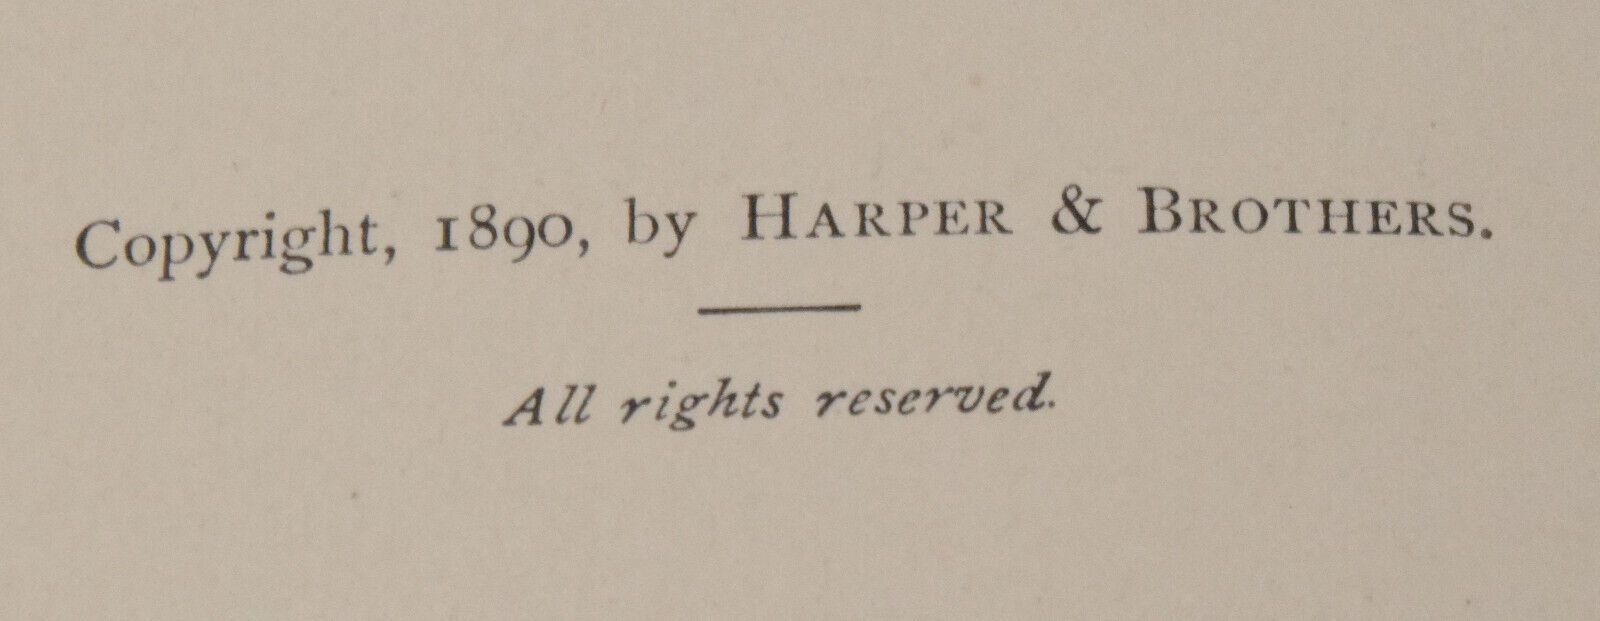 Copyright, 1890, by HARPER & BROTHERS.
All rights reserved.